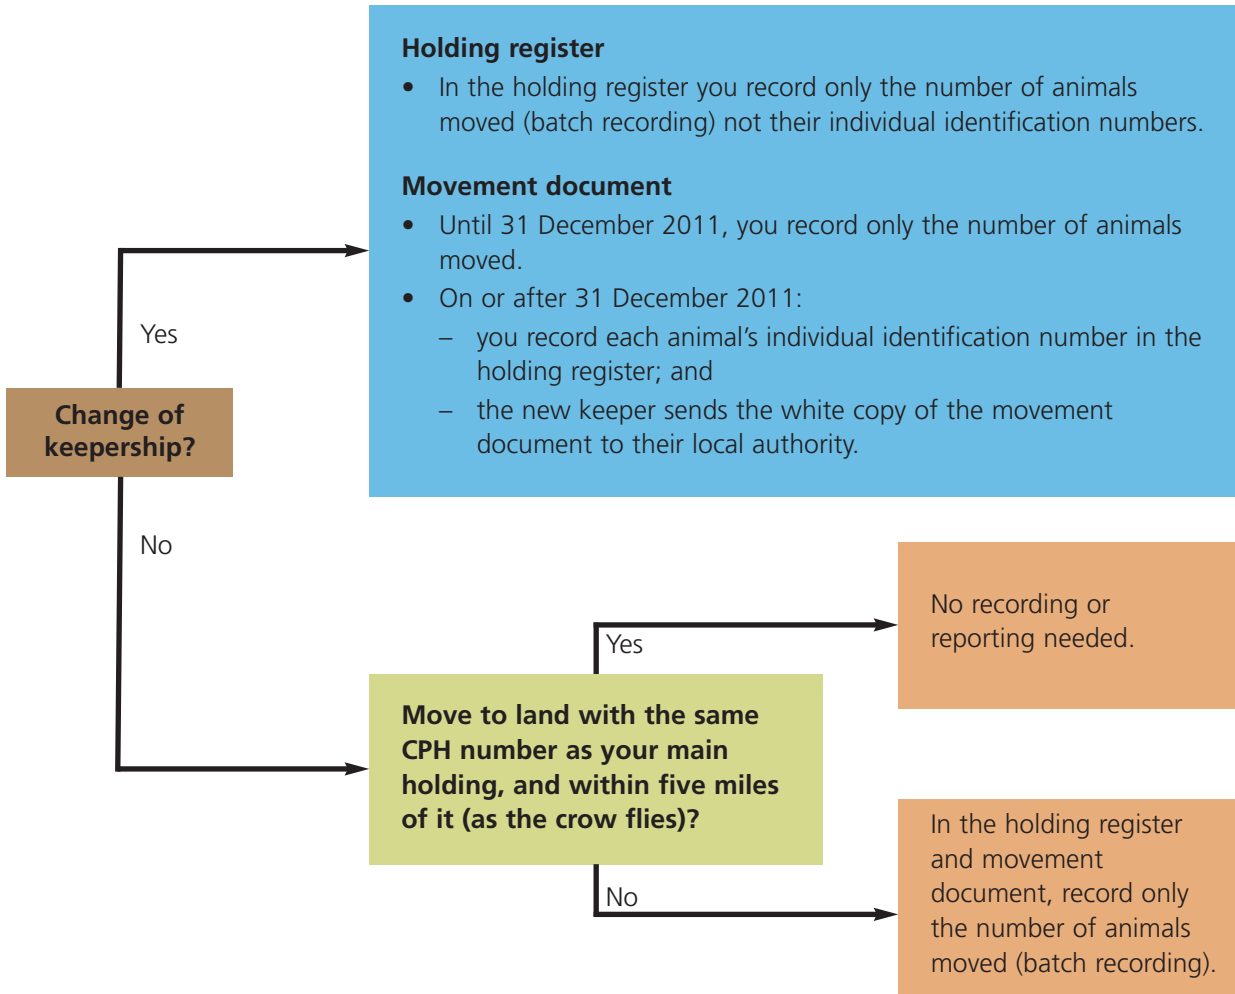 Holding register
• In the holding register you record only the number of animals
moved (batch recording) not their individual identification numbers.
Movement document
• Until 31 December 2011, you record only the number of animals
moved.
• On or after 31 December 2011:
– you record each animal’s individual identification number in the
holding register; and
– the new keeper sends the white copy of the movement
document to their local authority.
Yes
Change of
keepership?
No
No recording or
reporting needed.
Yes
Move to land with the same
CPH number as your main
holding, and within five miles
of it (as the crow flies)?
No
In the holding register
and movement
document, record only
the number of animals
moved (batch recording).